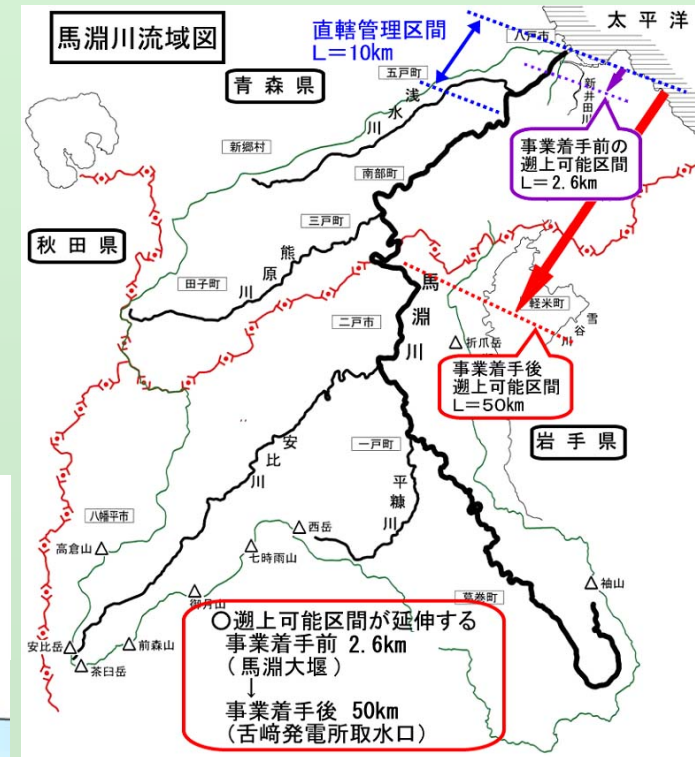 馬淵川流域図
直轄管理区間
L=10km
太平洋
八戸市
青森県
五戸町
浅水川
新井田川
新郷村
事業着手前の
遡上可能区間
L=2.6km
南部町
三戸町
秋田県
熊原川
田子町
馬淵川
軽米町
雪谷川
二戸市
折爪岳
事業着手後
遡上可能区間
L=50km
岩手県
安比川
一戸町
平糠川
八幡平市
西岳
高倉山
七時雨山
袖山
葛巻町
御月山
安比岳
前森山
茶臼岳
〇遡上可能区間が延伸する
事業着手前 2.6km
(馬淵大堰)
↓
事業着手後 50km
(舌﨑発電所取水口)